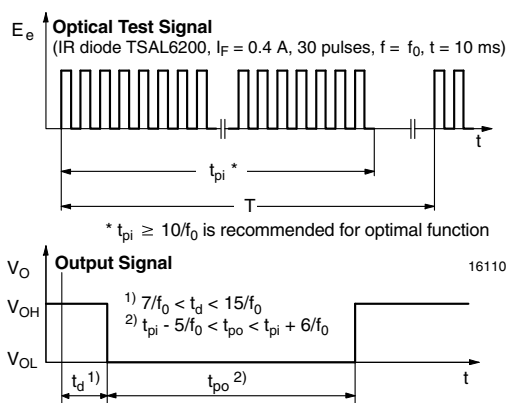 E_e Optical Test Signal
(IR diode TSAL6200, I_F = 0.4 A, 30 pulses, f = f_0, t = 10 ms)
t
t_pi *
T
* t_pi ≥ 10/f_0 is recommended for optimal function
V_O Output Signal
16110
V_OH
1) 7/f_0 < t_d < 15/f_0
2) t_pi - 5/f_0 < t_po < t_pi + 6/f_0
V_OL
t_d 1)
t_po 2)
t